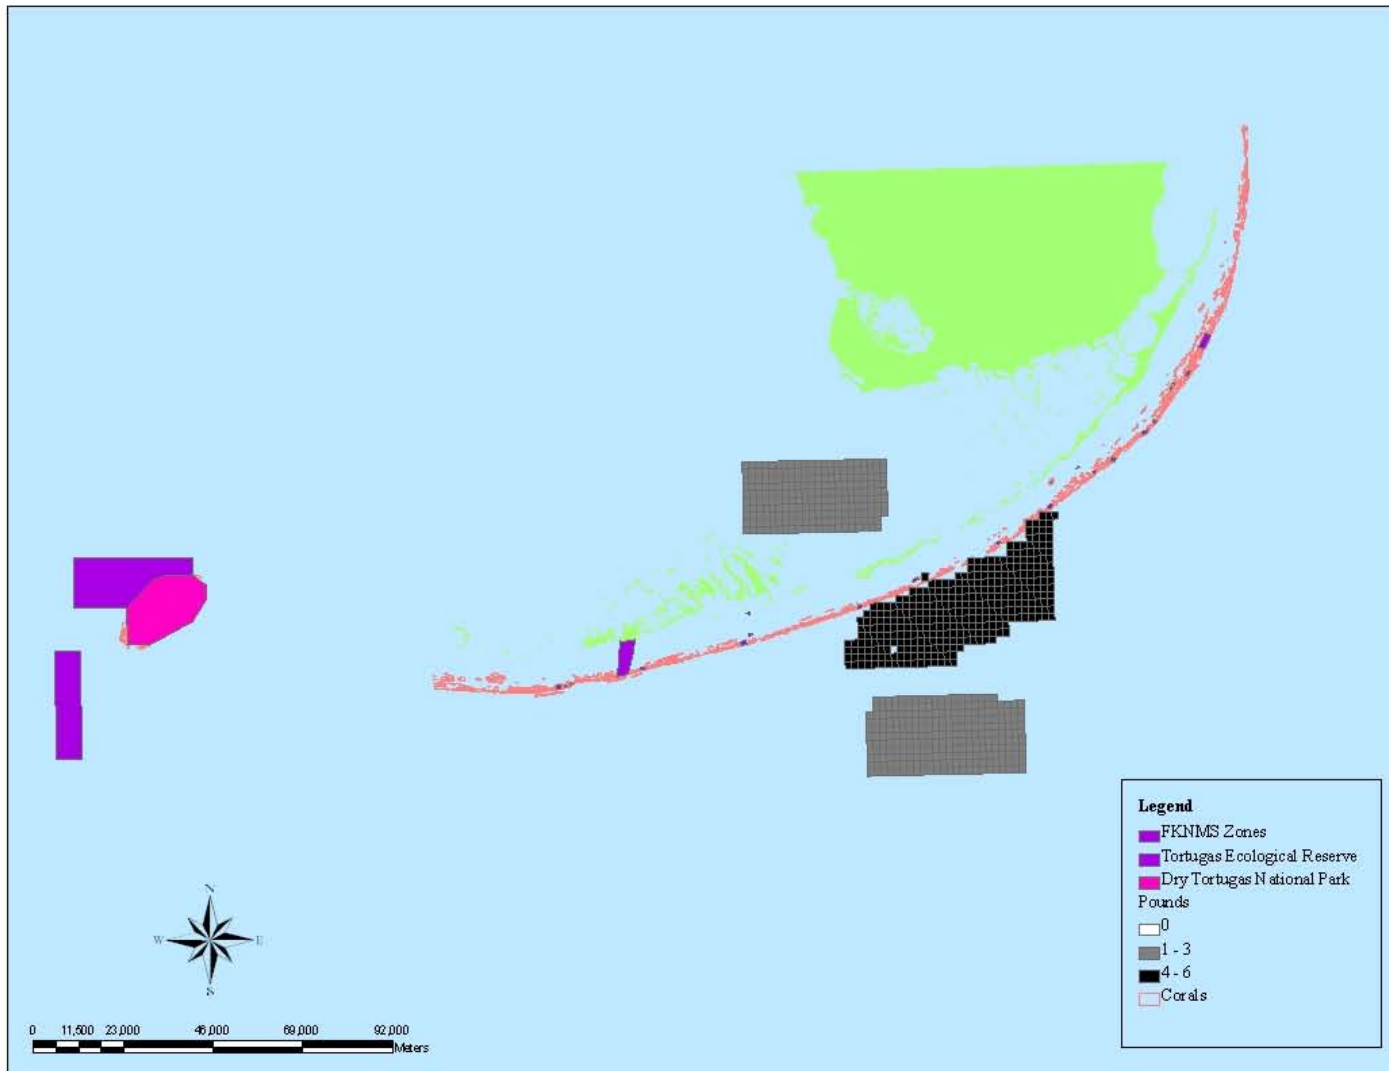 Legend
FKNMS Zones
Tortugas Ecological Reserve
Dry Tortugas National Park
Pounds
0
1 - 3
4 - 6
Corals
N
W E
S
0 11,500 23,000 46,000 69,000 92,000
Meters